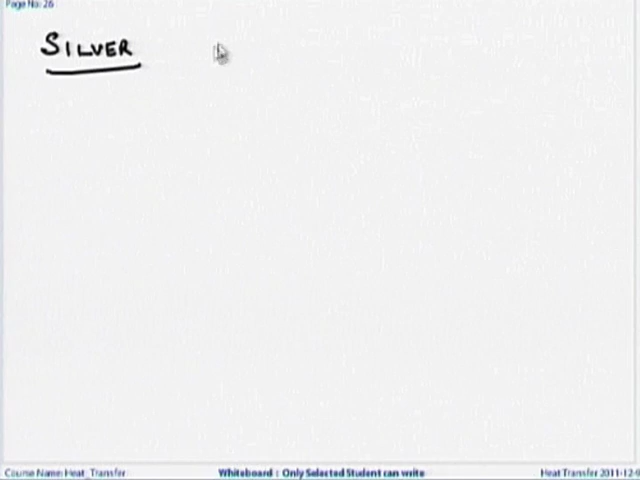 Page No: 26
SILVER
Course Name: Heat_Transfer
Whiteboard : Only Selected Student can write
Heat Transfer 2011-12-